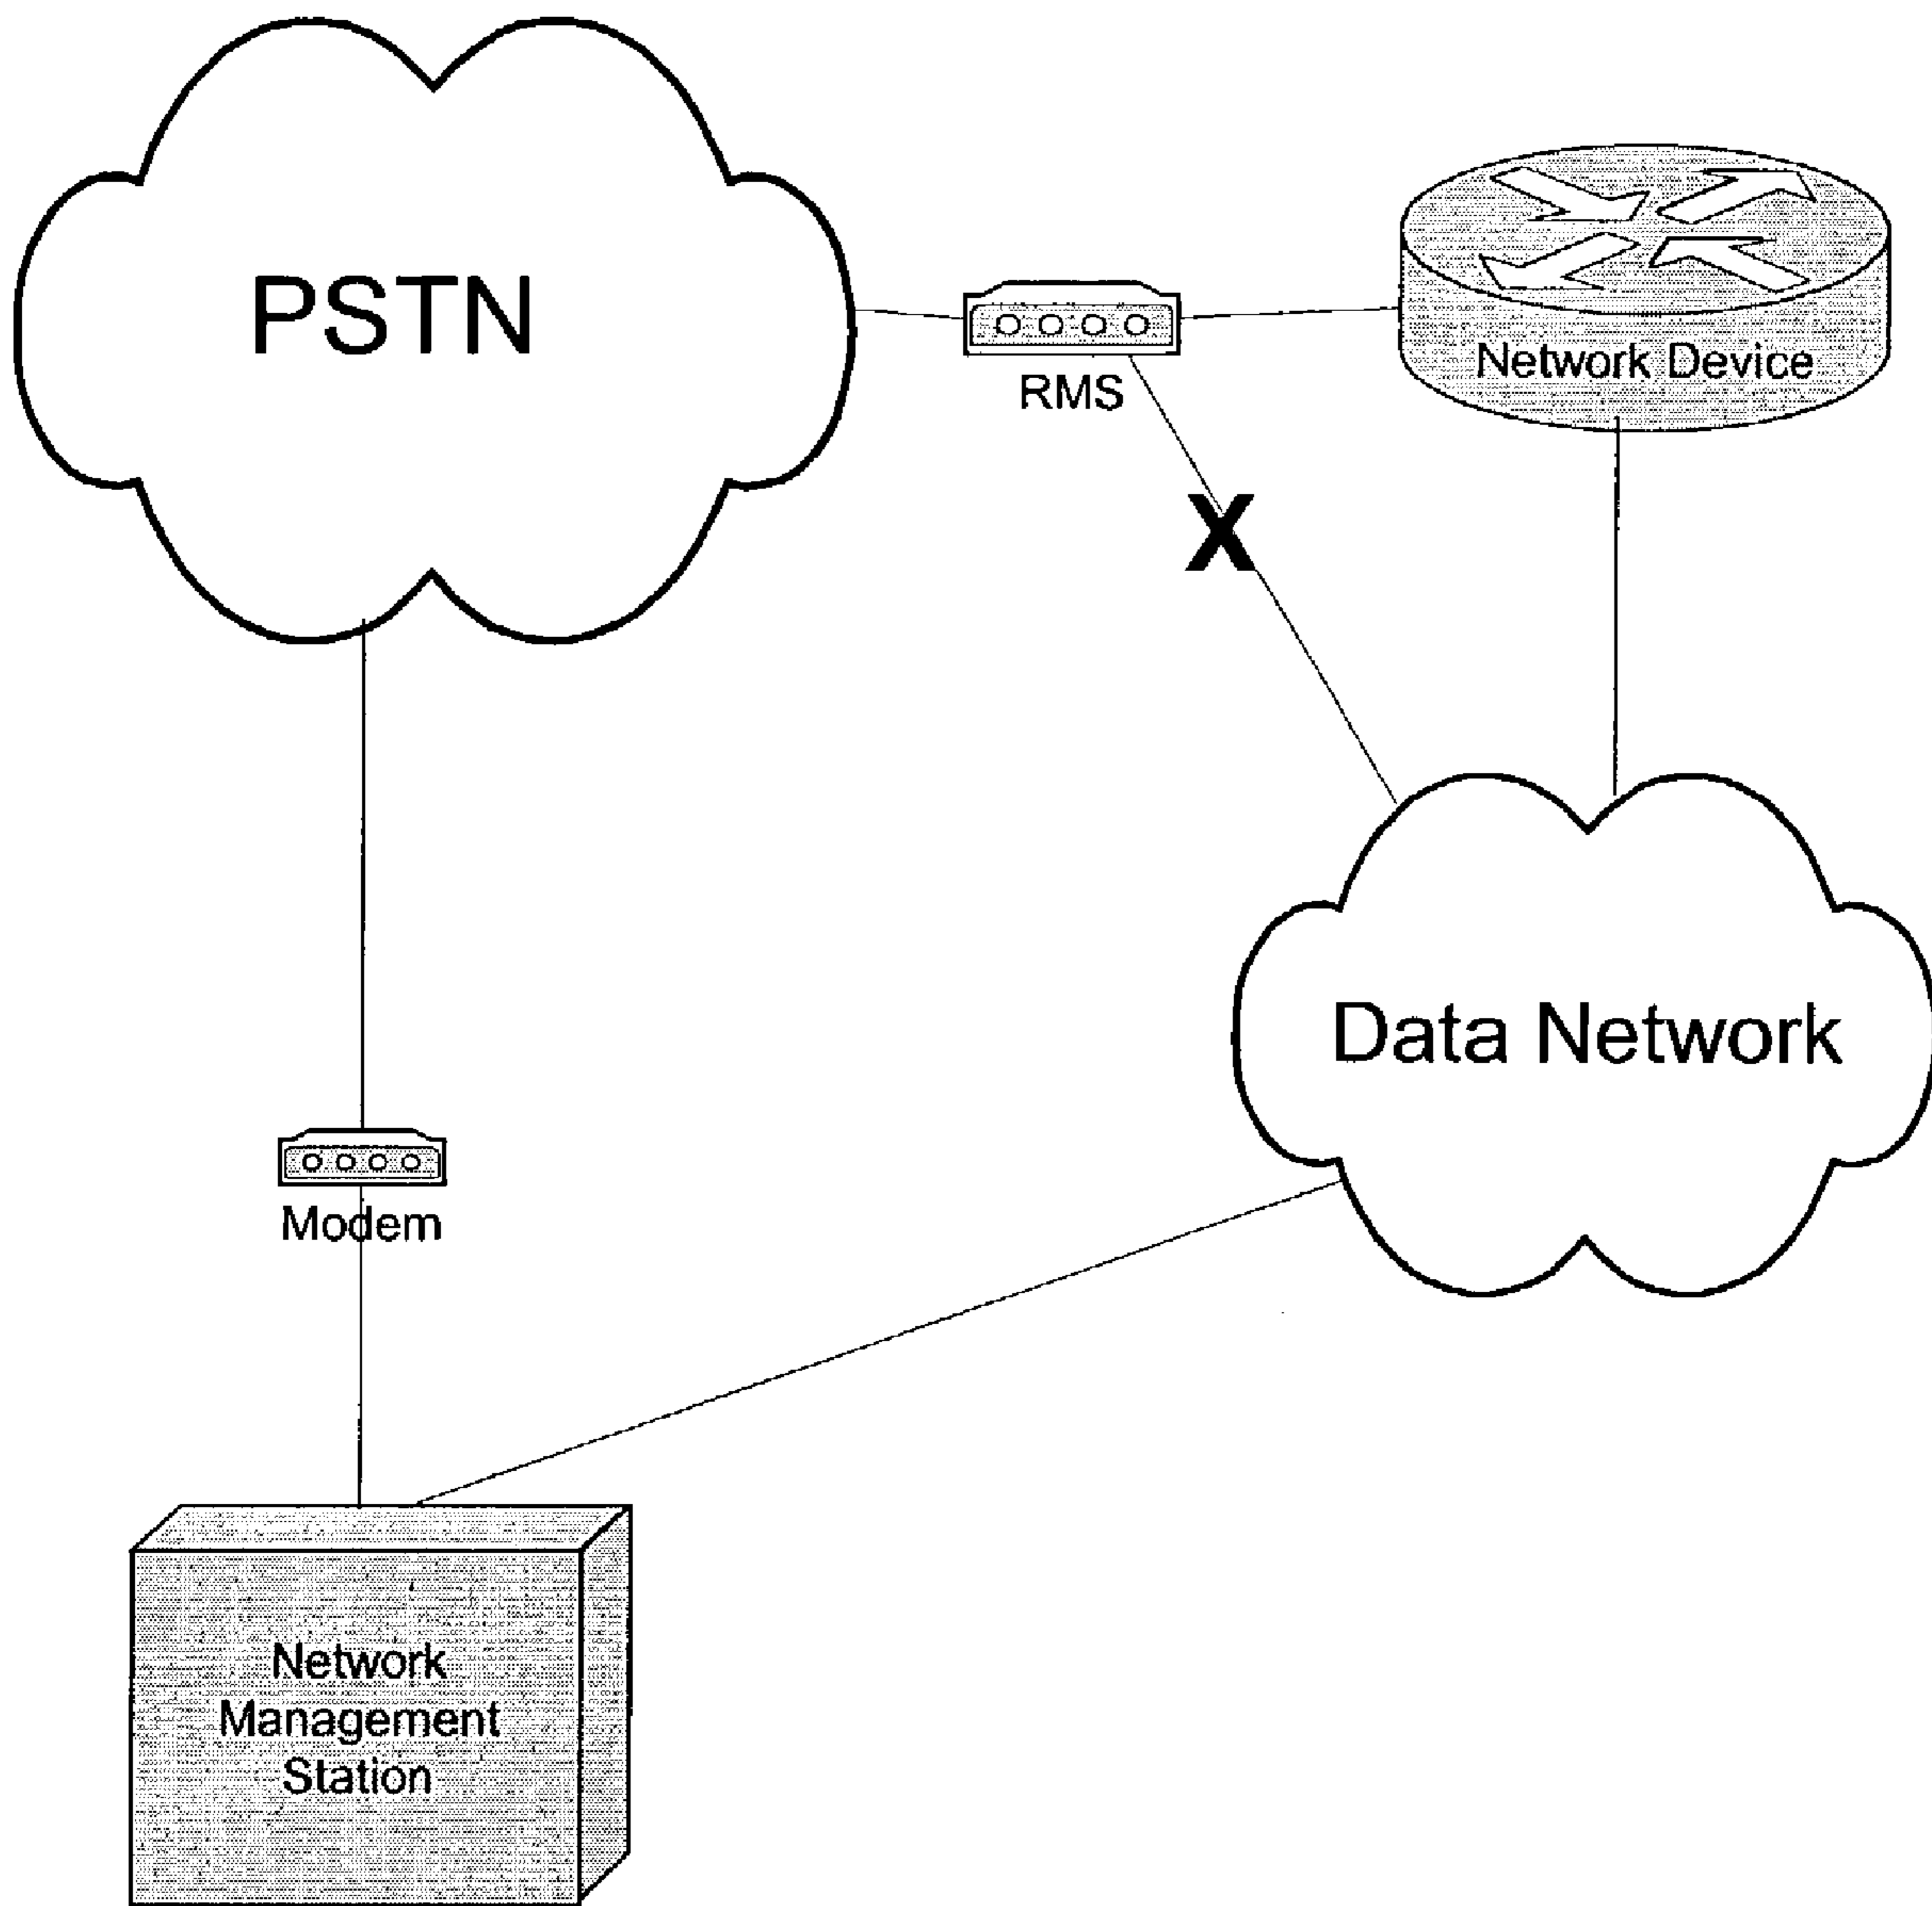 PSTN
RMS
Network Device
X
Data Network
Modem
Network
Management
Station